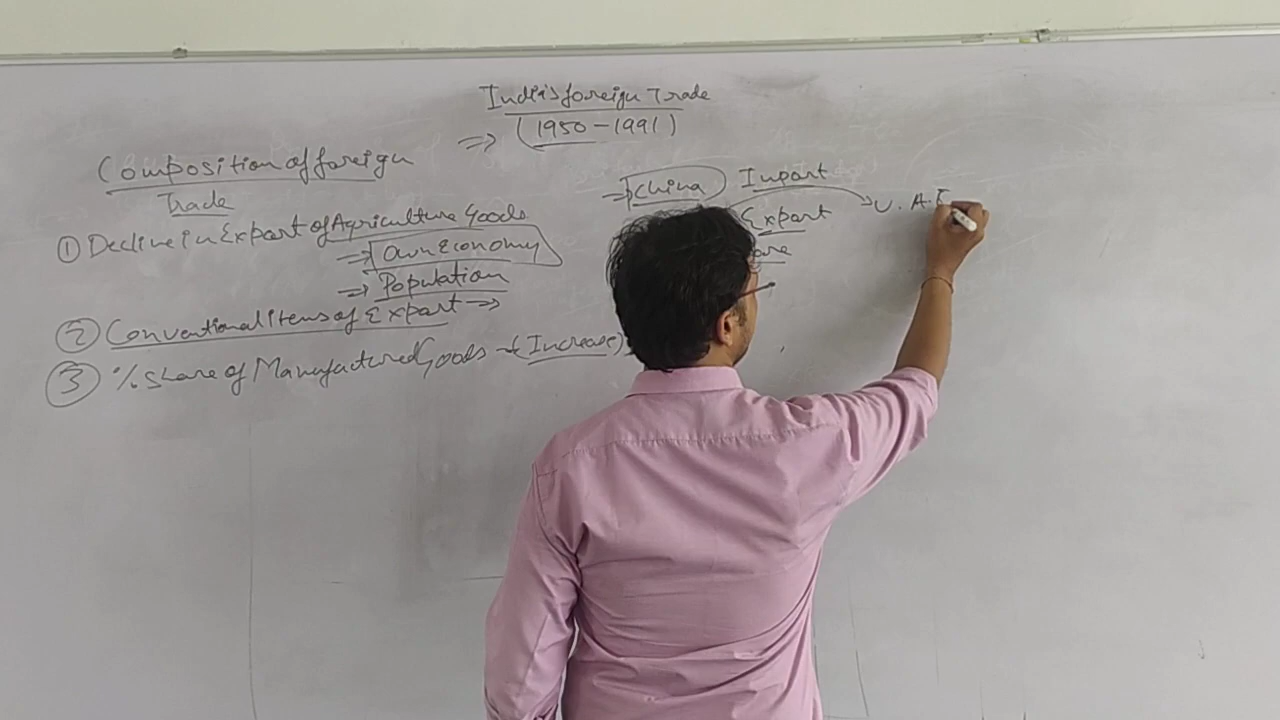 India's foreign Trade
=> (1950-1991)
Composition of foreign
Trade
① Decline in Export of Agriculture Goods
=> Own Economy
=> Population
② Conventional Items of Export →
③ % Share of Manufactured Goods → (Increase)
→ China Import
Export
U.A.E